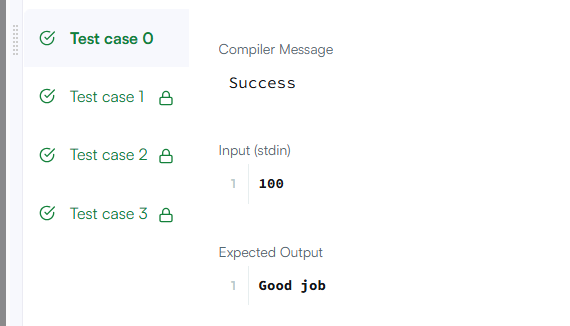 Test case 0
Test case 1
Test case 2
Test case 3
Compiler Message
Success
Input (stdin)
1 100
Expected Output
1 Good job